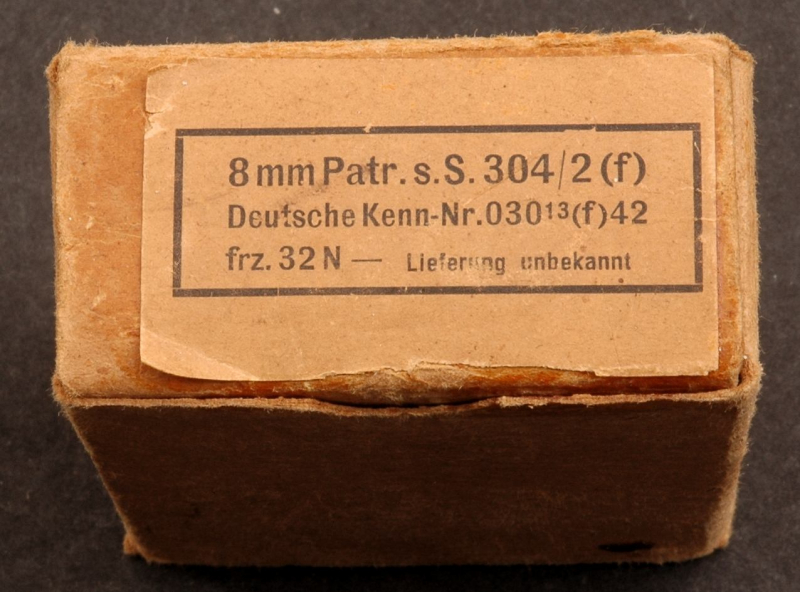 8 mm Patr. s. S. 304/2 (f)
Deutsche Kenn-Nr. 030¹³(f)42
frz. 32 N — Lieferung unbekannt